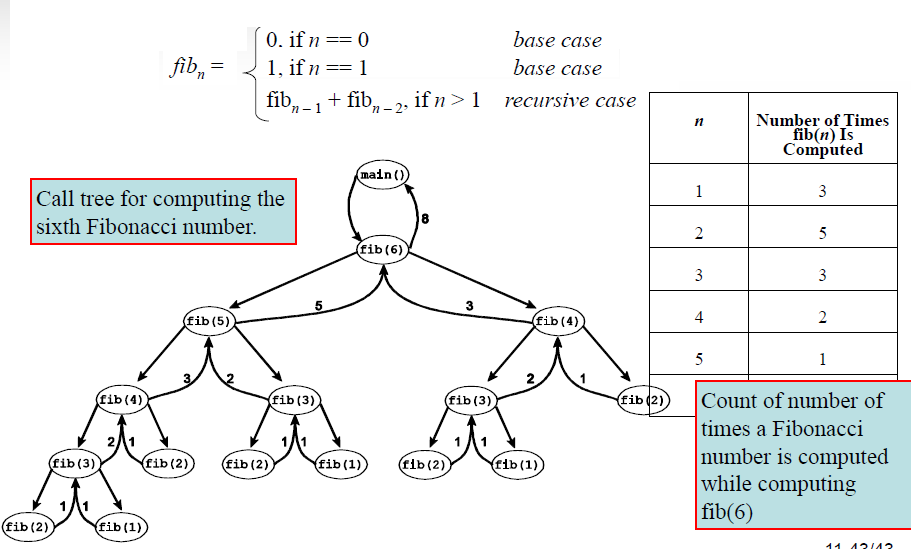 0. if n == 0 base case
fib_n = 1, if n == 1 base case
fib_{n – 1} + fib_{n – 2}, if n > 1 recursive case
n Number of Times
fib(n) Is
Computed
1 3
2 5
3 3
4 2
5 1
Call tree for computing the
sixth Fibonacci number.
main()
8
fib(6)
5 3
fib(5) fib(4)
3 2 2 1
fib(4) fib(3) fib(3) fib(2)
2 1 1 1 1 1
fib(3) fib(2) fib(2) fib(1) fib(2) fib(1)
1 1
fib(2) fib(1)
Count of number of
times a Fibonacci
number is computed
while computing
fib(6)